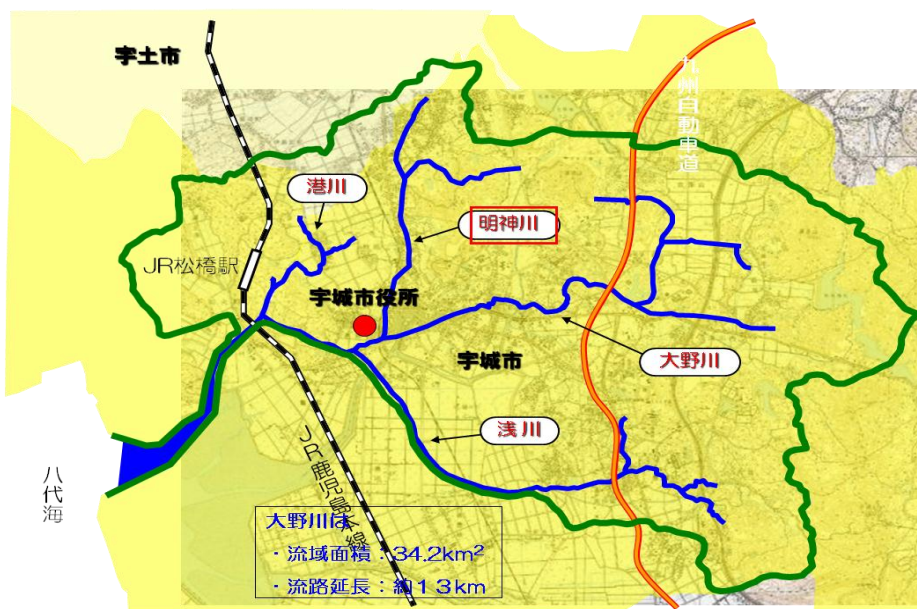 宇土市
九州自動車道
港川
明神川
JR松橋駅
宇城市役所
宇城市
大野川
浅川
JR鹿児島本線
八代海
大野川は
・流域面積：34.2km²
・流路延長：約13km